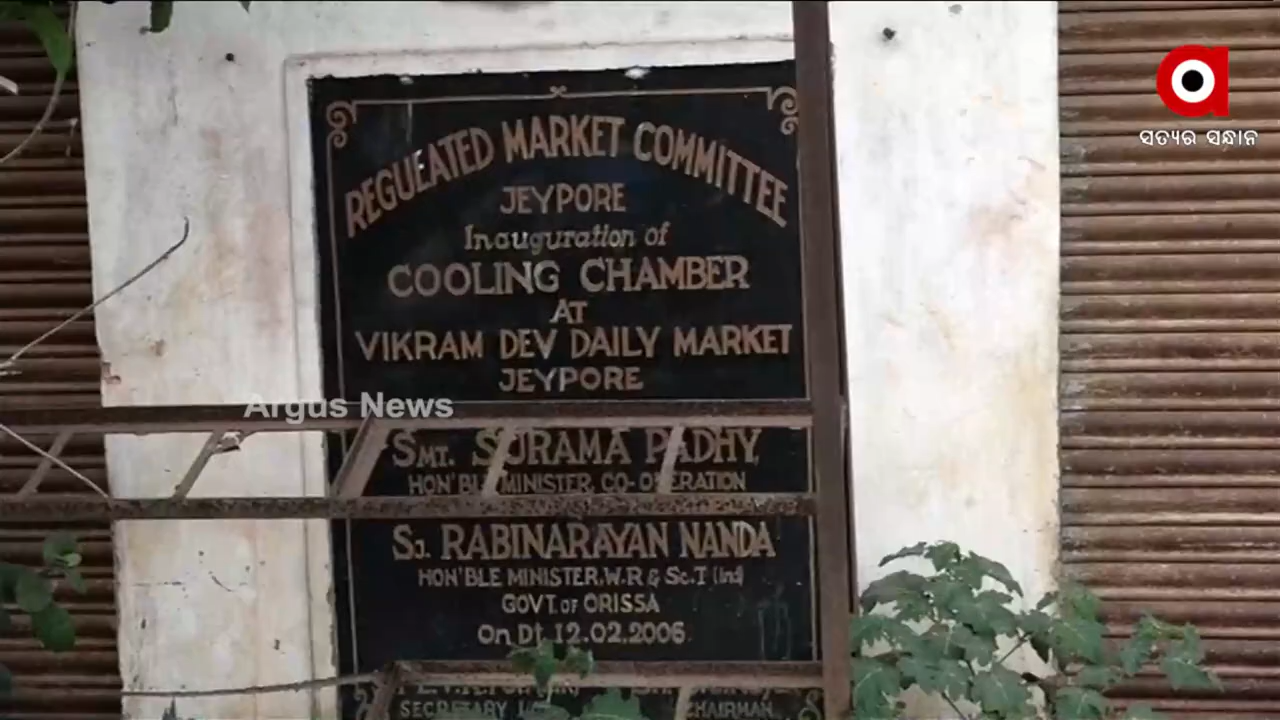 ସତ୍ୟର ସନ୍ଧାନ
REGULATED MARKET COMMITTEE
JEYPORE
Inauguration of
COOLING CHAMBER
AT
VIKRAM DEV DAILY MARKET
JEYPORE
Argus News
SMT. SURAMA PADHY,
HON'BLE MINISTER, CO-OPERATION
SJ. RABINARAYAN NANDA
HON'BLE MINISTER, W.R & Sc.T (Ind)
GOVT. OF ORISSA
On Dt. 12.02.2006
SECRETARY
CHAIRMAN